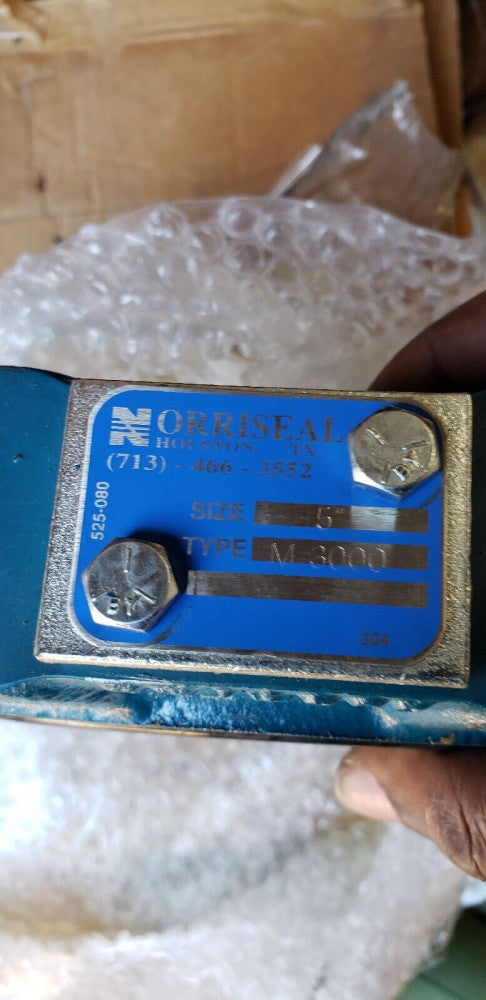 NORRISEAL
HOUSTON, TX
(713) - 466 - 3552
525-080
SIZE 5"
TYPE M-3000
304